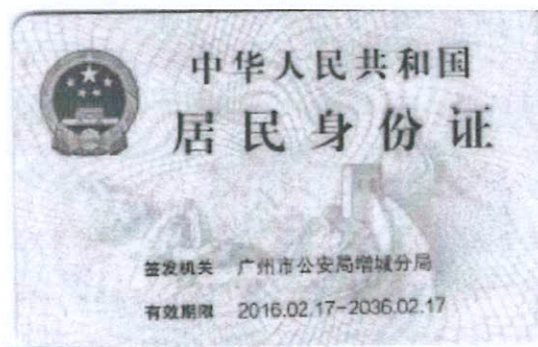 中华人民共和国
居民身份证
签发机关 广州市公安局增城分局
有效期限 2016.02.17-2036.02.17